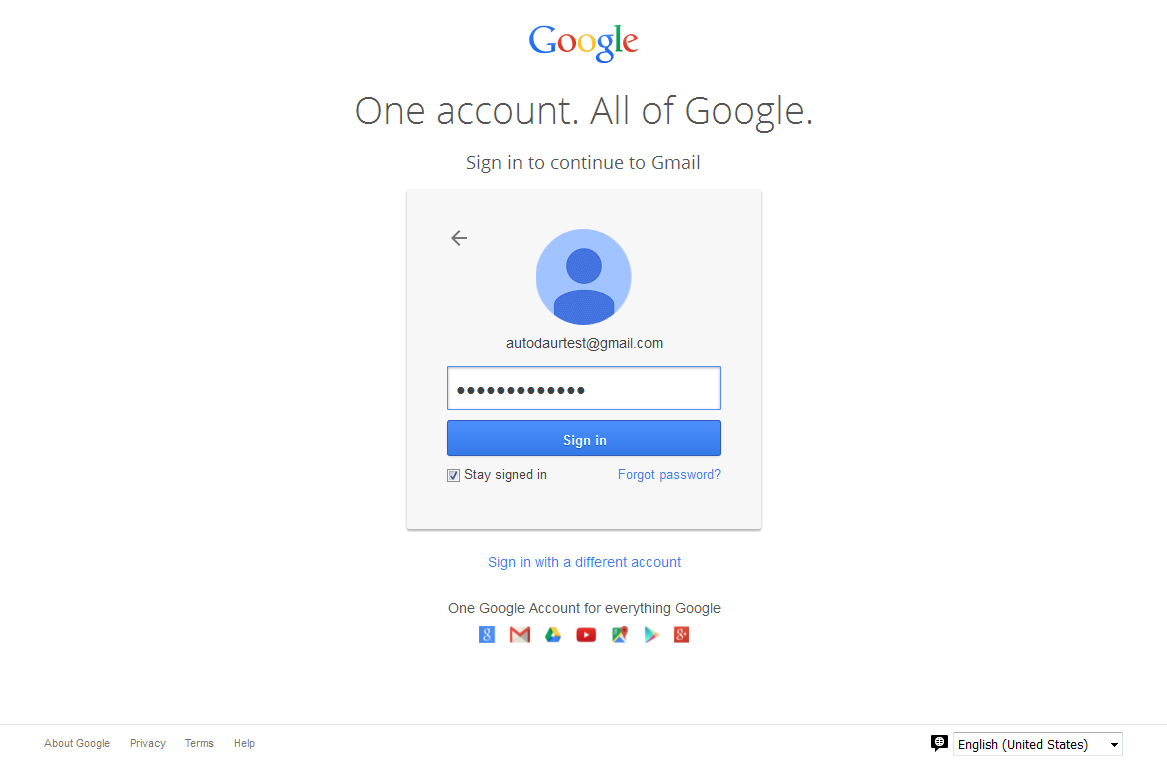 Google
One account. All of Google.
Sign in to continue to Gmail
autodaurtest@gmail.com
•••••••••••••
Sign in
Stay signed in
Forgot password?
Sign in with a different account
One Google Account for everything Google
About Google
Privacy
Terms
Help
English (United States)